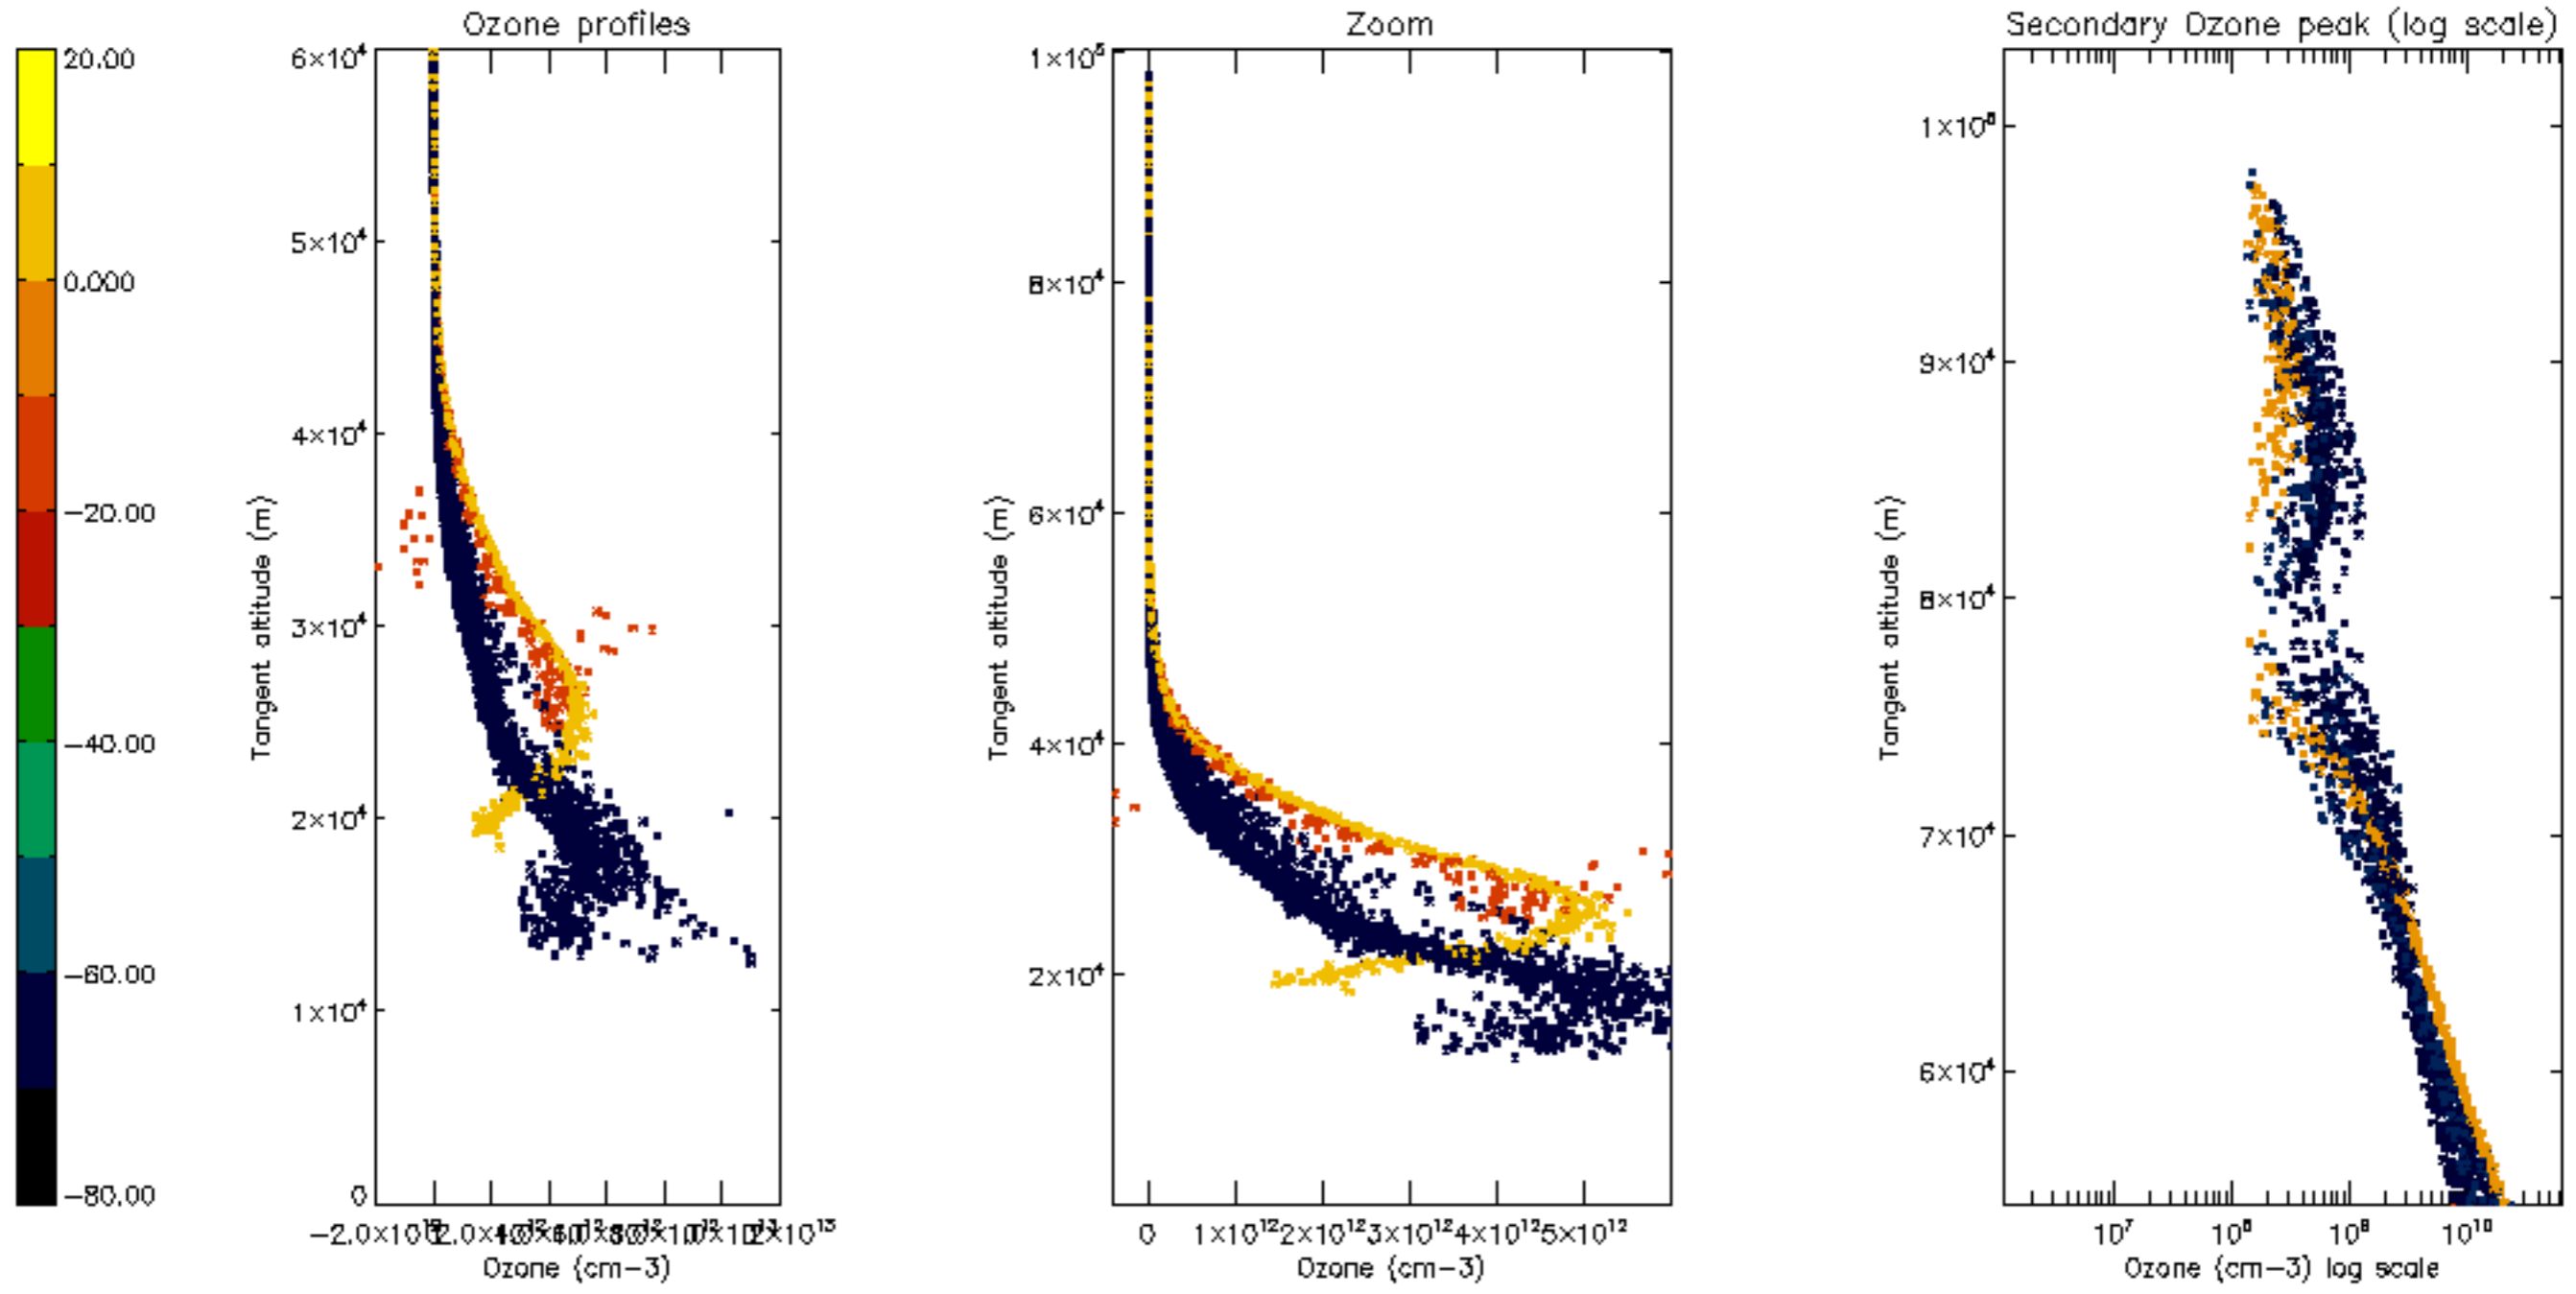 Ozone profiles
Zoom
Secondary Ozone peak (log scale)
20.00
0.000
−20.00
−40.00
−60.00
−80.00
6×10⁴
5×10⁴
4×10⁴
3×10⁴
2×10⁴
1×10⁴
0
Tangent altitude (m)
Ozone (cm−3)
1×10⁵
8×10⁴
6×10⁴
4×10⁴
2×10⁴
Tangent altitude (m)
0 1×10¹² 2×10¹² 3×10¹² 4×10¹² 5×10¹²
Ozone (cm−3)
9×10⁴
8×10⁴
7×10⁴
6×10⁴
Tangent altitude (m)
10⁷ 10⁸ 10⁹ 10¹⁰
Ozone (cm−3) log scale